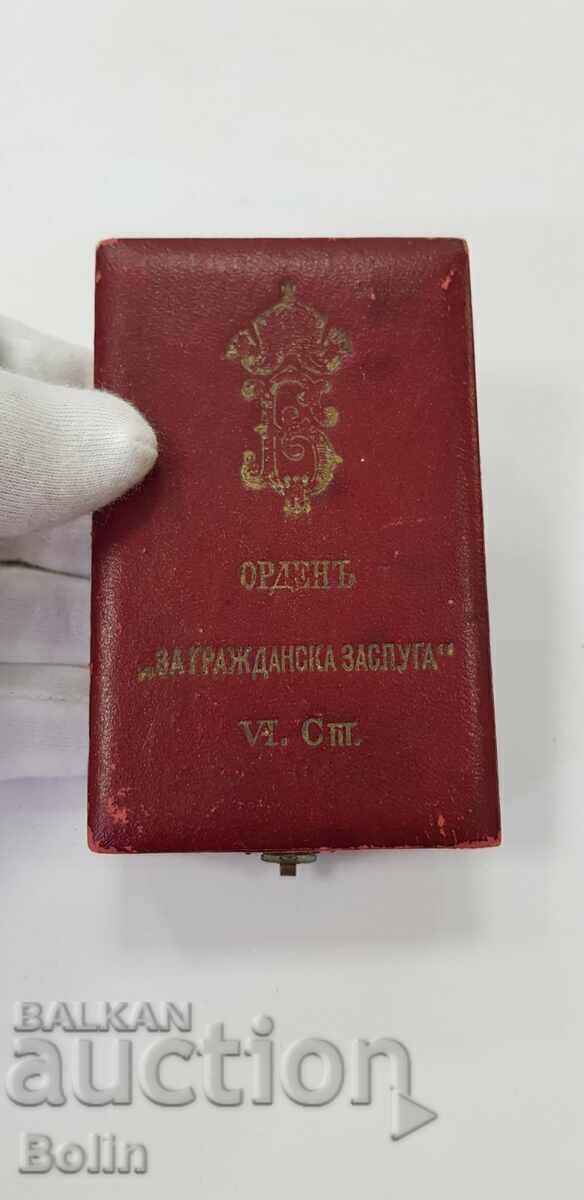 ОРДЕНЪ
„ЗА ГРАЖДАНСКА ЗАСЛУГА“
VI. Ст.
BALKAN
auction
Bolin